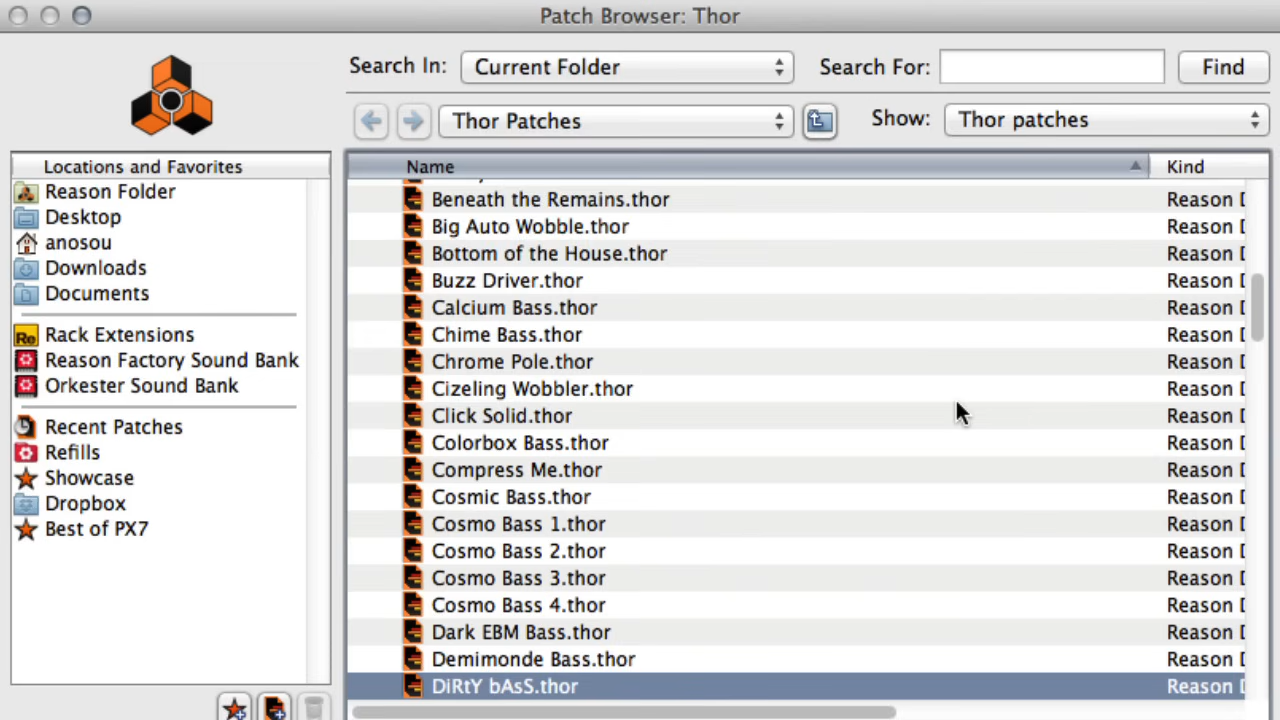 Patch Browser: Thor
Search In: Current Folder Search For: Find
Thor Patches Show: Thor patches
Locations and Favorites
Reason Folder
Desktop
anosou
Downloads
Documents
Rack Extensions
Re
Reason Factory Sound Bank
Orkester Sound Bank
Recent Patches
Refills
Showcase
Dropbox
Best of PX7
Name Kind
Beneath the Remains.thor Reason D
Big Auto Wobble.thor Reason D
Bottom of the House.thor Reason D
Buzz Driver.thor Reason D
Calcium Bass.thor Reason D
Chime Bass.thor Reason D
Chrome Pole.thor Reason D
Cizeling Wobbler.thor Reason D
Click Solid.thor Reason D
Colorbox Bass.thor Reason D
Compress Me.thor Reason D
Cosmic Bass.thor Reason D
Cosmo Bass 1.thor Reason D
Cosmo Bass 2.thor Reason D
Cosmo Bass 3.thor Reason D
Cosmo Bass 4.thor Reason D
Dark EBM Bass.thor Reason D
Demimonde Bass.thor Reason D
DiRtY bAsS.thor Reason D